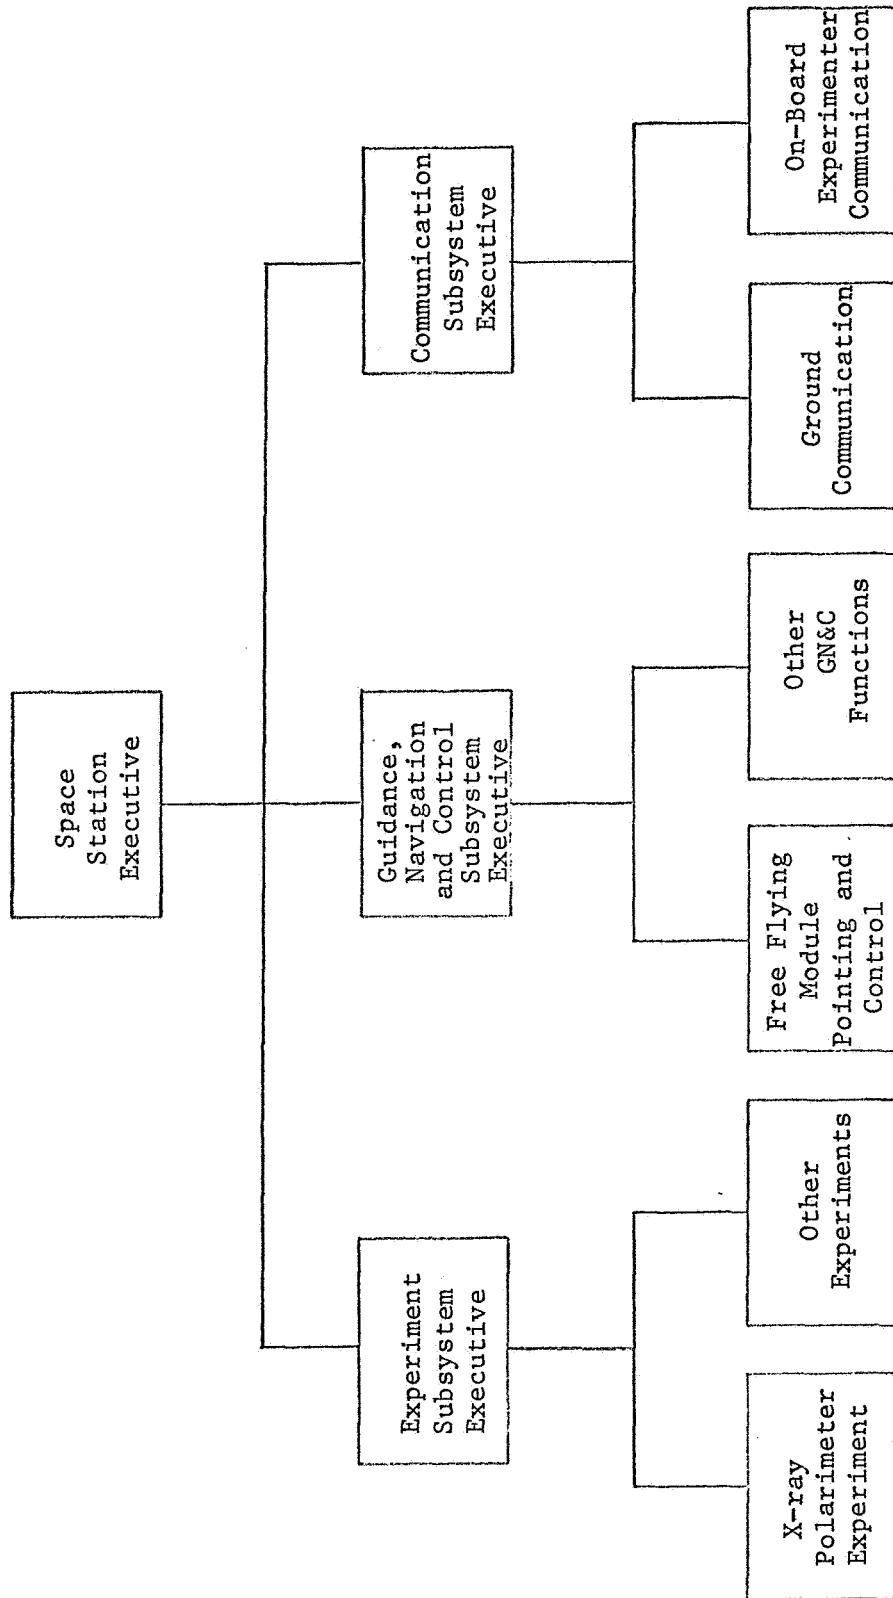 Space
Station
Executive
Experiment
Subsystem
Executive
Guidance,
Navigation
and Control
Subsystem
Executive
Communication
Subsystem
Executive
X-ray
Polarimeter
Experiment
Other
Experiments
Free Flying
Module
Pointing and
Control
Other
GN&C
Functions
Ground
Communication
On-Board
Experimenter
Communication